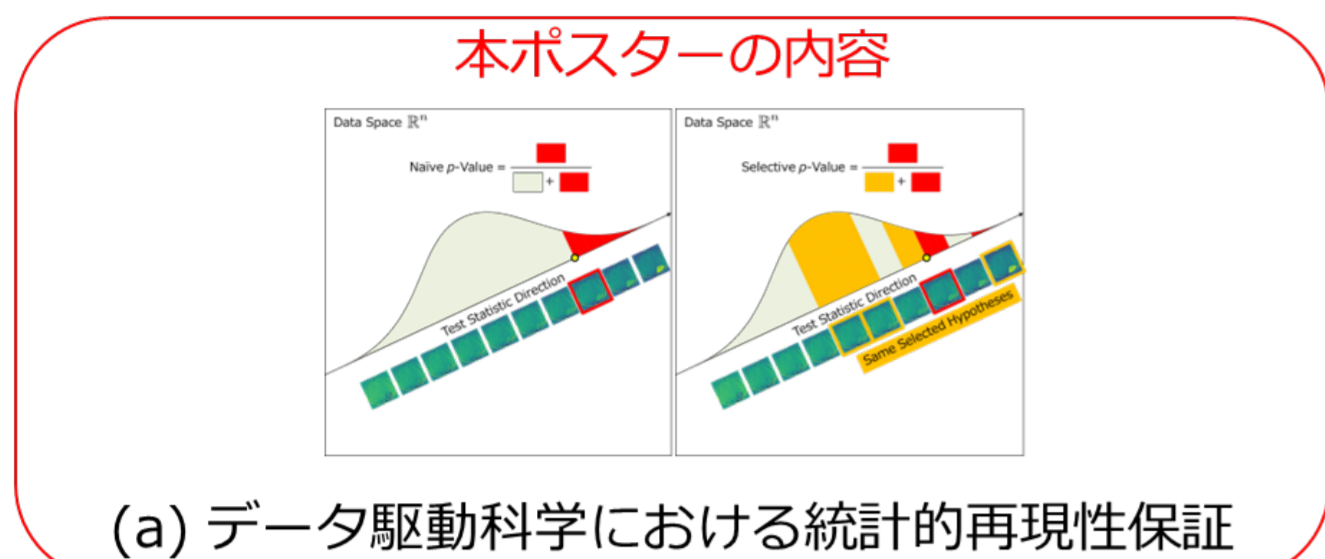 本ポスターの内容
Data Space ℝⁿ
Naïve p-Value =
+
Test Statistic Direction
Data Space ℝⁿ
Selective p-Value =
+
Test Statistic Direction
Same Selected Hypotheses
(a) データ駆動科学における統計的再現性保証